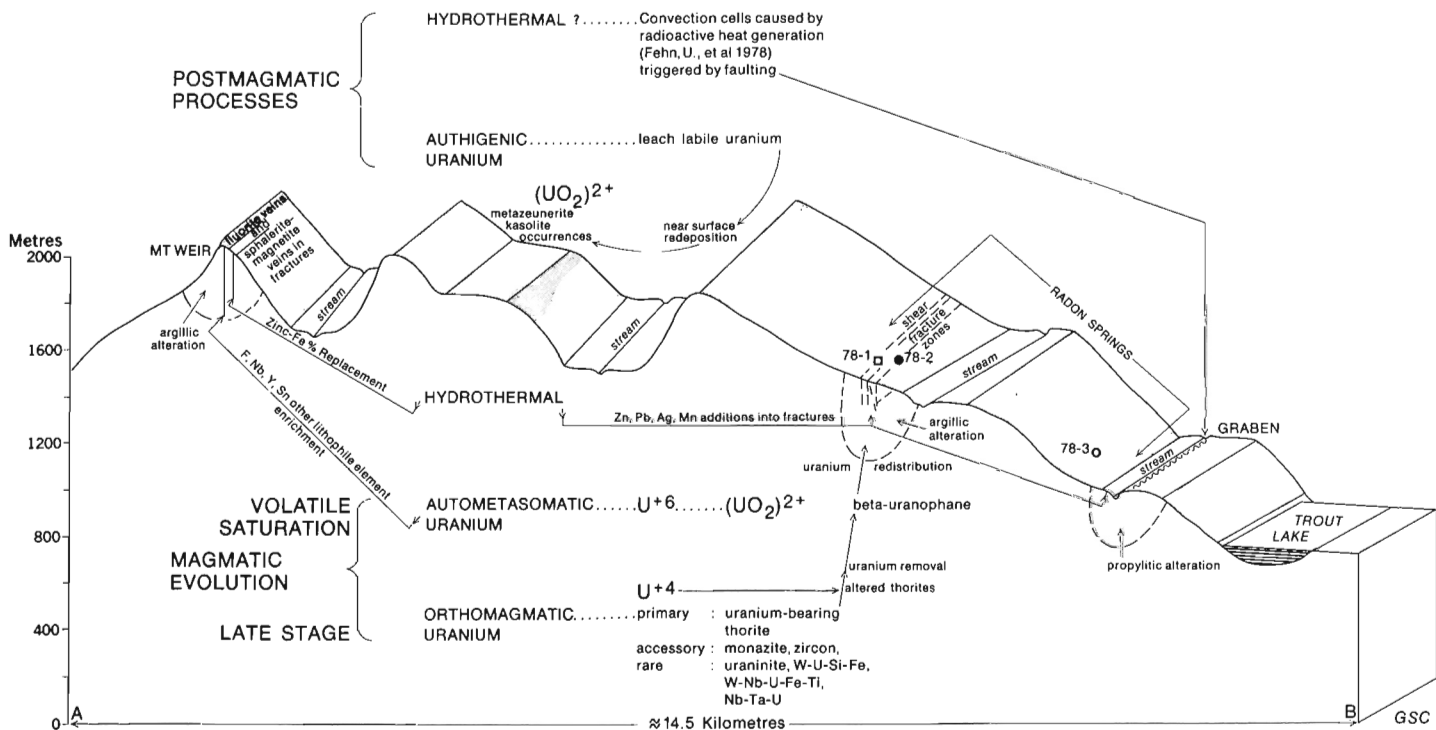 HYDROTHERMAL ?........Convection cells caused by
radioactive heat generation
(Fehn, U., et al 1978)
triggered by faulting
POSTMAGMATIC
PROCESSES
AUTHIGENIC..............leach labile uranium
URANIUM
(UO2)2+
metazeunerite
kasolite
occurrences
near surface
redeposition
Metres
2000
1600
1200
800
400
0
MT WEIR
fluorite veins
and
sphalerite-
magnetite
veins in
fractures
stream
argillic
alteration
Zinc-Fe % Replacement
F, Nb, Y, Sn other lithophile element
enrichment
stream
shear
fracture
zones
78-1
78-2
stream
RADON SPRINGS
HYDROTHERMAL
Zn, Pb, Ag, Mn additions into fractures
argillic
alteration
uranium redistribution
78-3
stream
GRABEN
VOLATILE
SATURATION
AUTOMETASOMATIC......U+6......(UO2)2+
URANIUM
beta-uranophane
TROUT
LAKE
MAGMATIC
EVOLUTION
uranium removal
altered thorites
propylitic alteration
U+4
LATE STAGE
ORTHOMAGMATIC.......primary : uranium-bearing
URANIUM
thorite
accessory : monazite, zircon,
rare : uraninite, W-U-Si-Fe,
W-Nb-U-Fe-Ti,
Nb-Ta-U
A
≈14.5 Kilometres
B
GSC